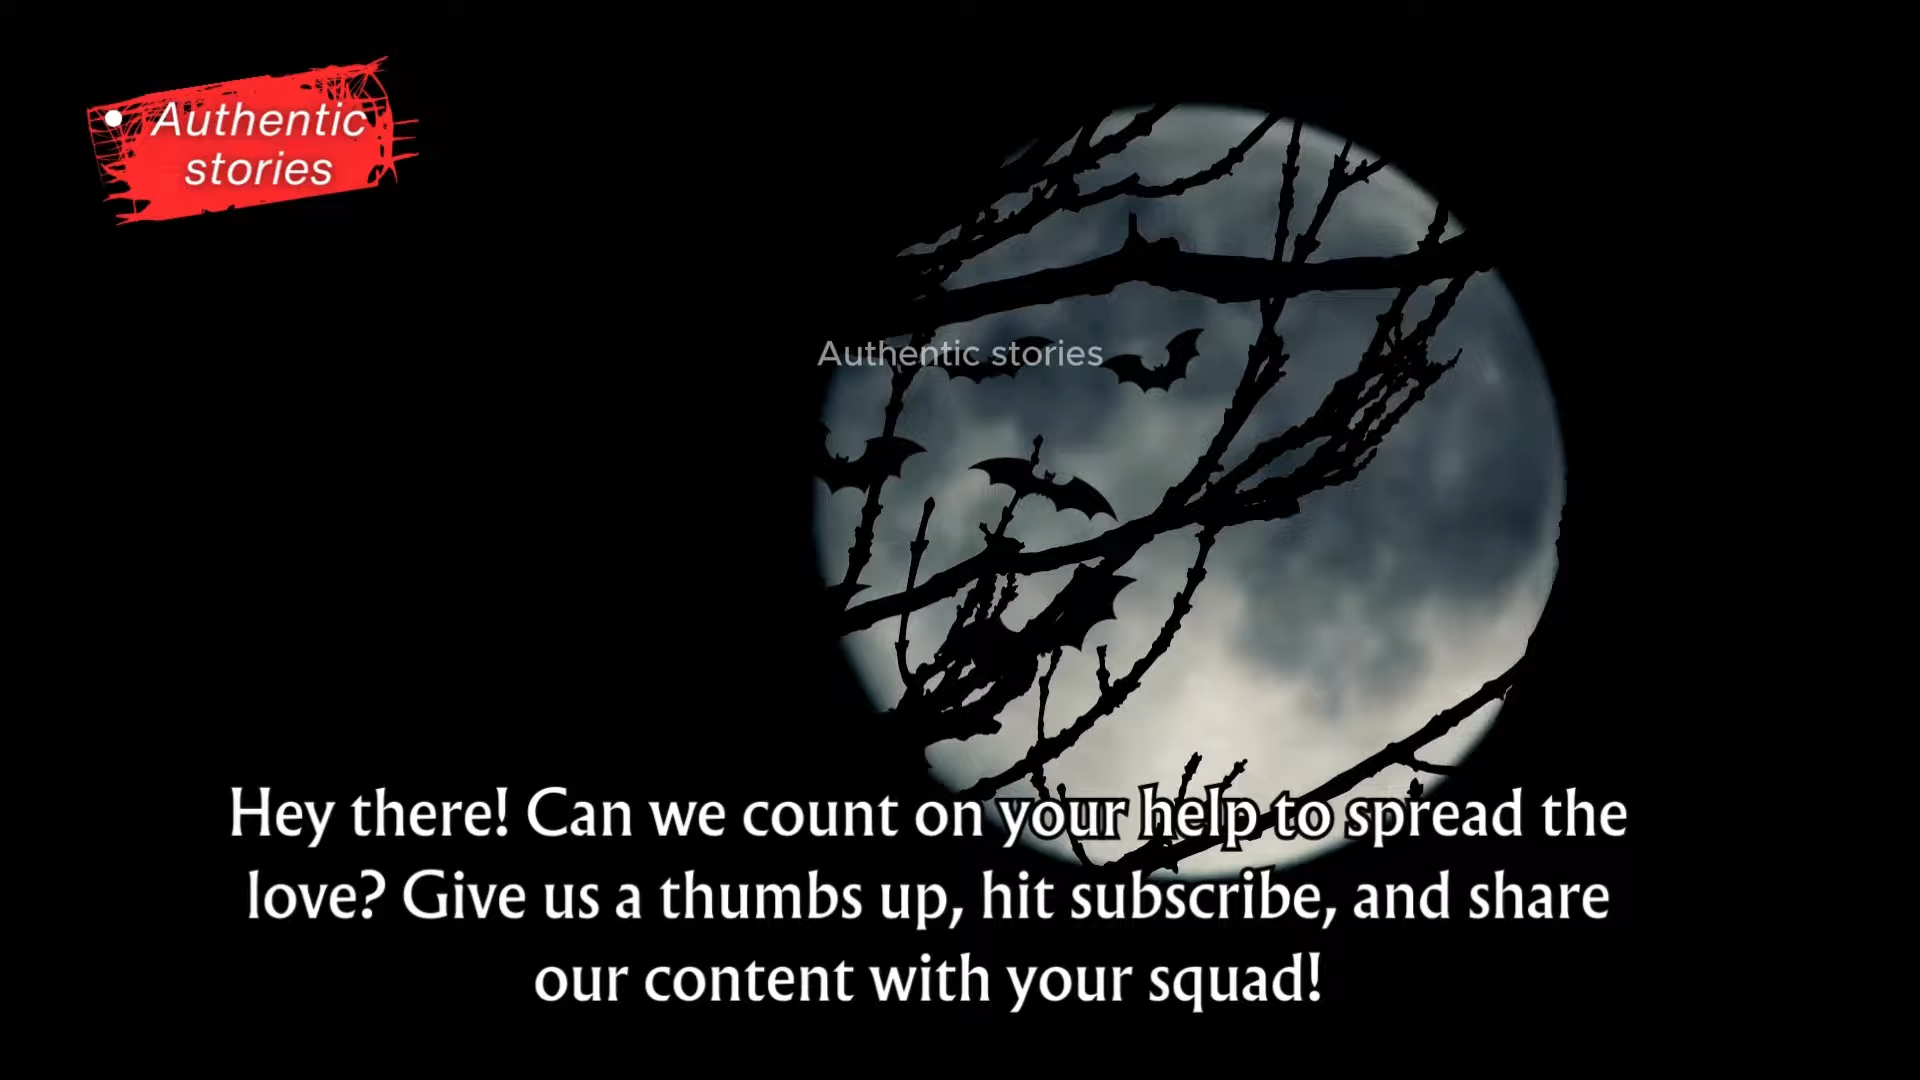 Authentic
stories
Authentic stories
Hey there! Can we count on your help to spread the
love? Give us a thumbs up, hit subscribe, and share
our content with your squad!